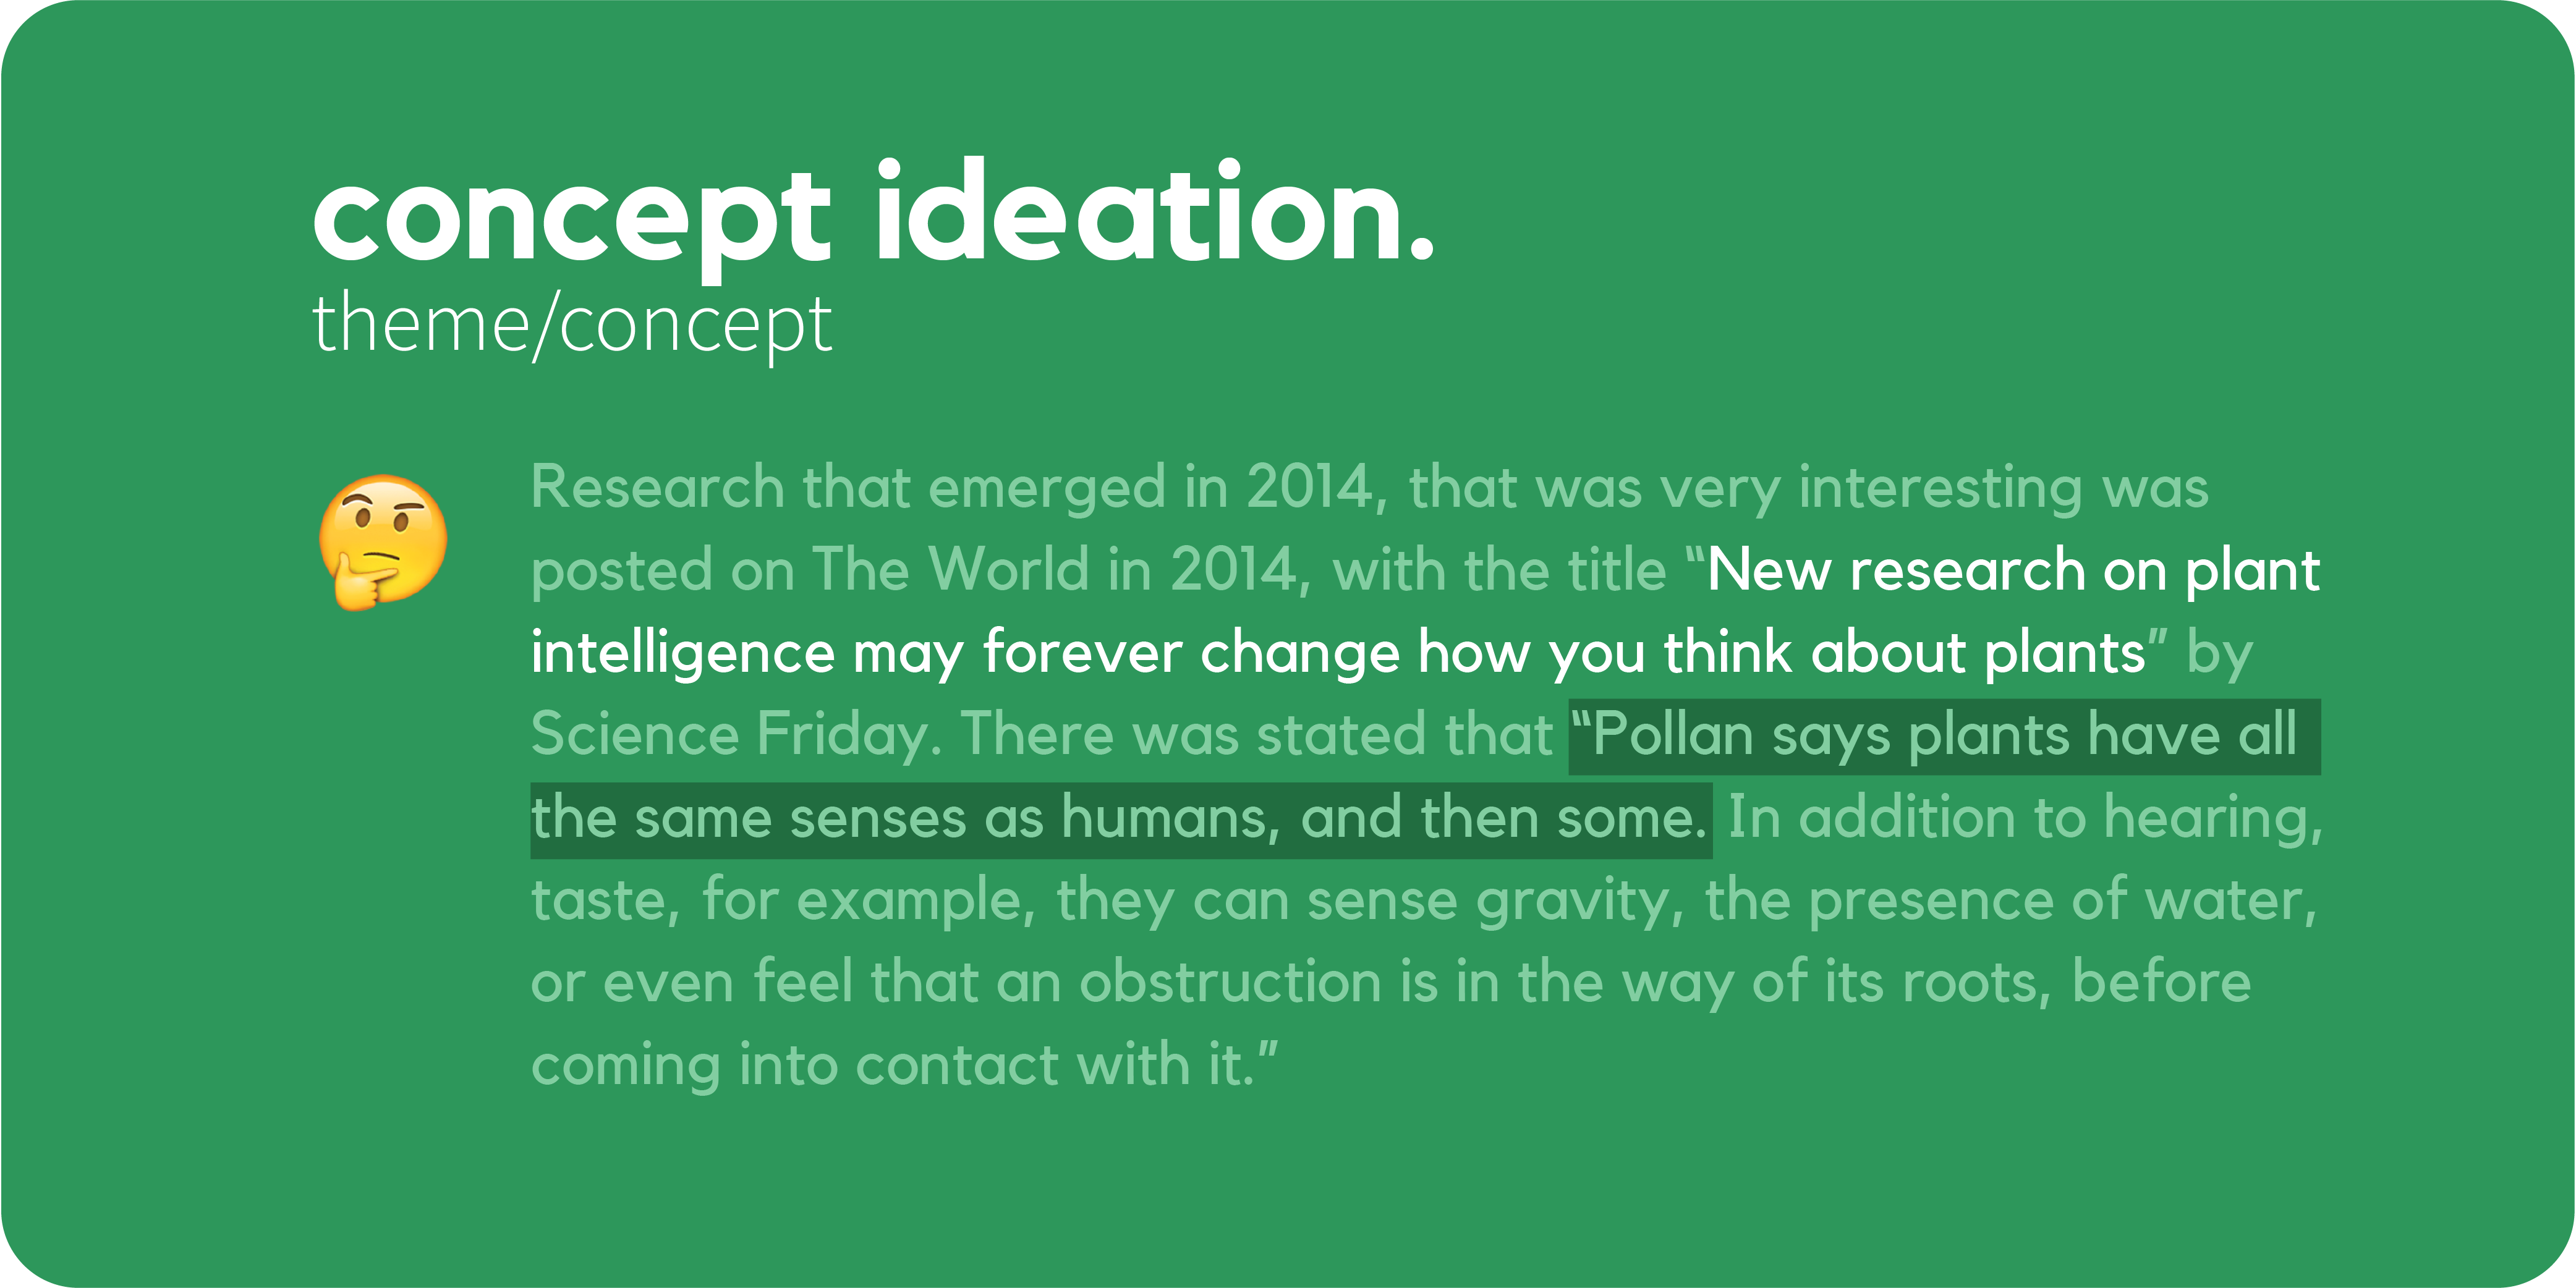 concept ideation.
theme/concept
Research that emerged in 2014, that was very interesting was
posted on The World in 2014, with the title “New research on plant
intelligence may forever change how you think about plants” by
Science Friday. There was stated that “Pollan says plants have all
the same senses as humans, and then some. In addition to hearing,
taste, for example, they can sense gravity, the presence of water,
or even feel that an obstruction is in the way of its roots, before
coming into contact with it.”